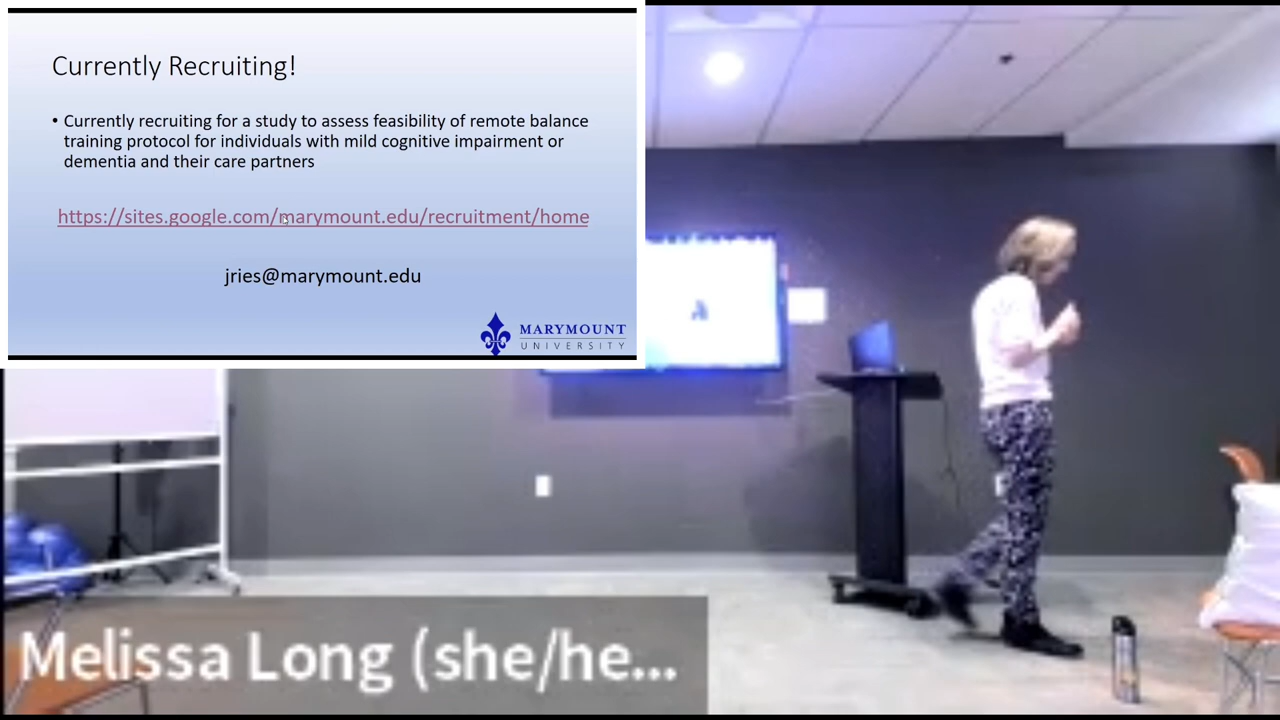 Currently Recruiting!
• Currently recruiting for a study to assess feasibility of remote balance
training protocol for individuals with mild cognitive impairment or
dementia and their care partners
https://sites.google.com/marymount.edu/recruitment/home
jries@marymount.edu
MARYMOUNT
UNIVERSITY
Melissa Long (she/he...